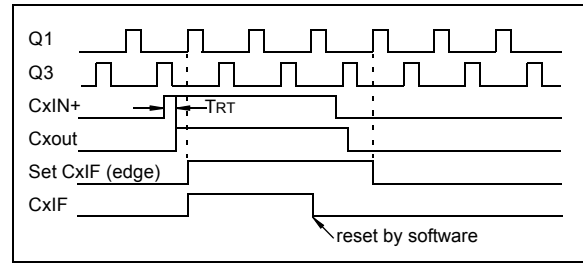 Q1
Q3
CxIN+
TRT
Cxout
Set CxIF (edge)
CxIF
reset by software